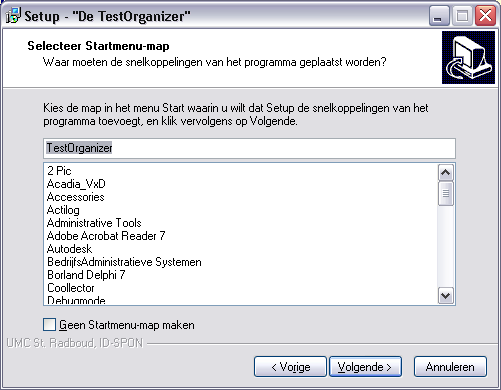 Setup - "De TestOrganizer"
Selecteer Startmenu-map
Waar moeten de snelkoppelingen van het programma geplaatst worden?
Kies de map in het menu Start waarin u wilt dat Setup de snelkoppelingen van het
programma toevoegt, en klik vervolgens op Volgende.
TestOrganizer
2 Pic
Acadia_VxD
Accessories
Actilog
Administrative Tools
Adobe Acrobat Reader 7
Autodesk
BedrijfsAdministratieve Systemen
Borland Delphi 7
Coollector
Debugmode
Geen Startmenu-map maken
UMC St. Radboud, ID-SPON
< Vorige
Volgende >
Annuleren